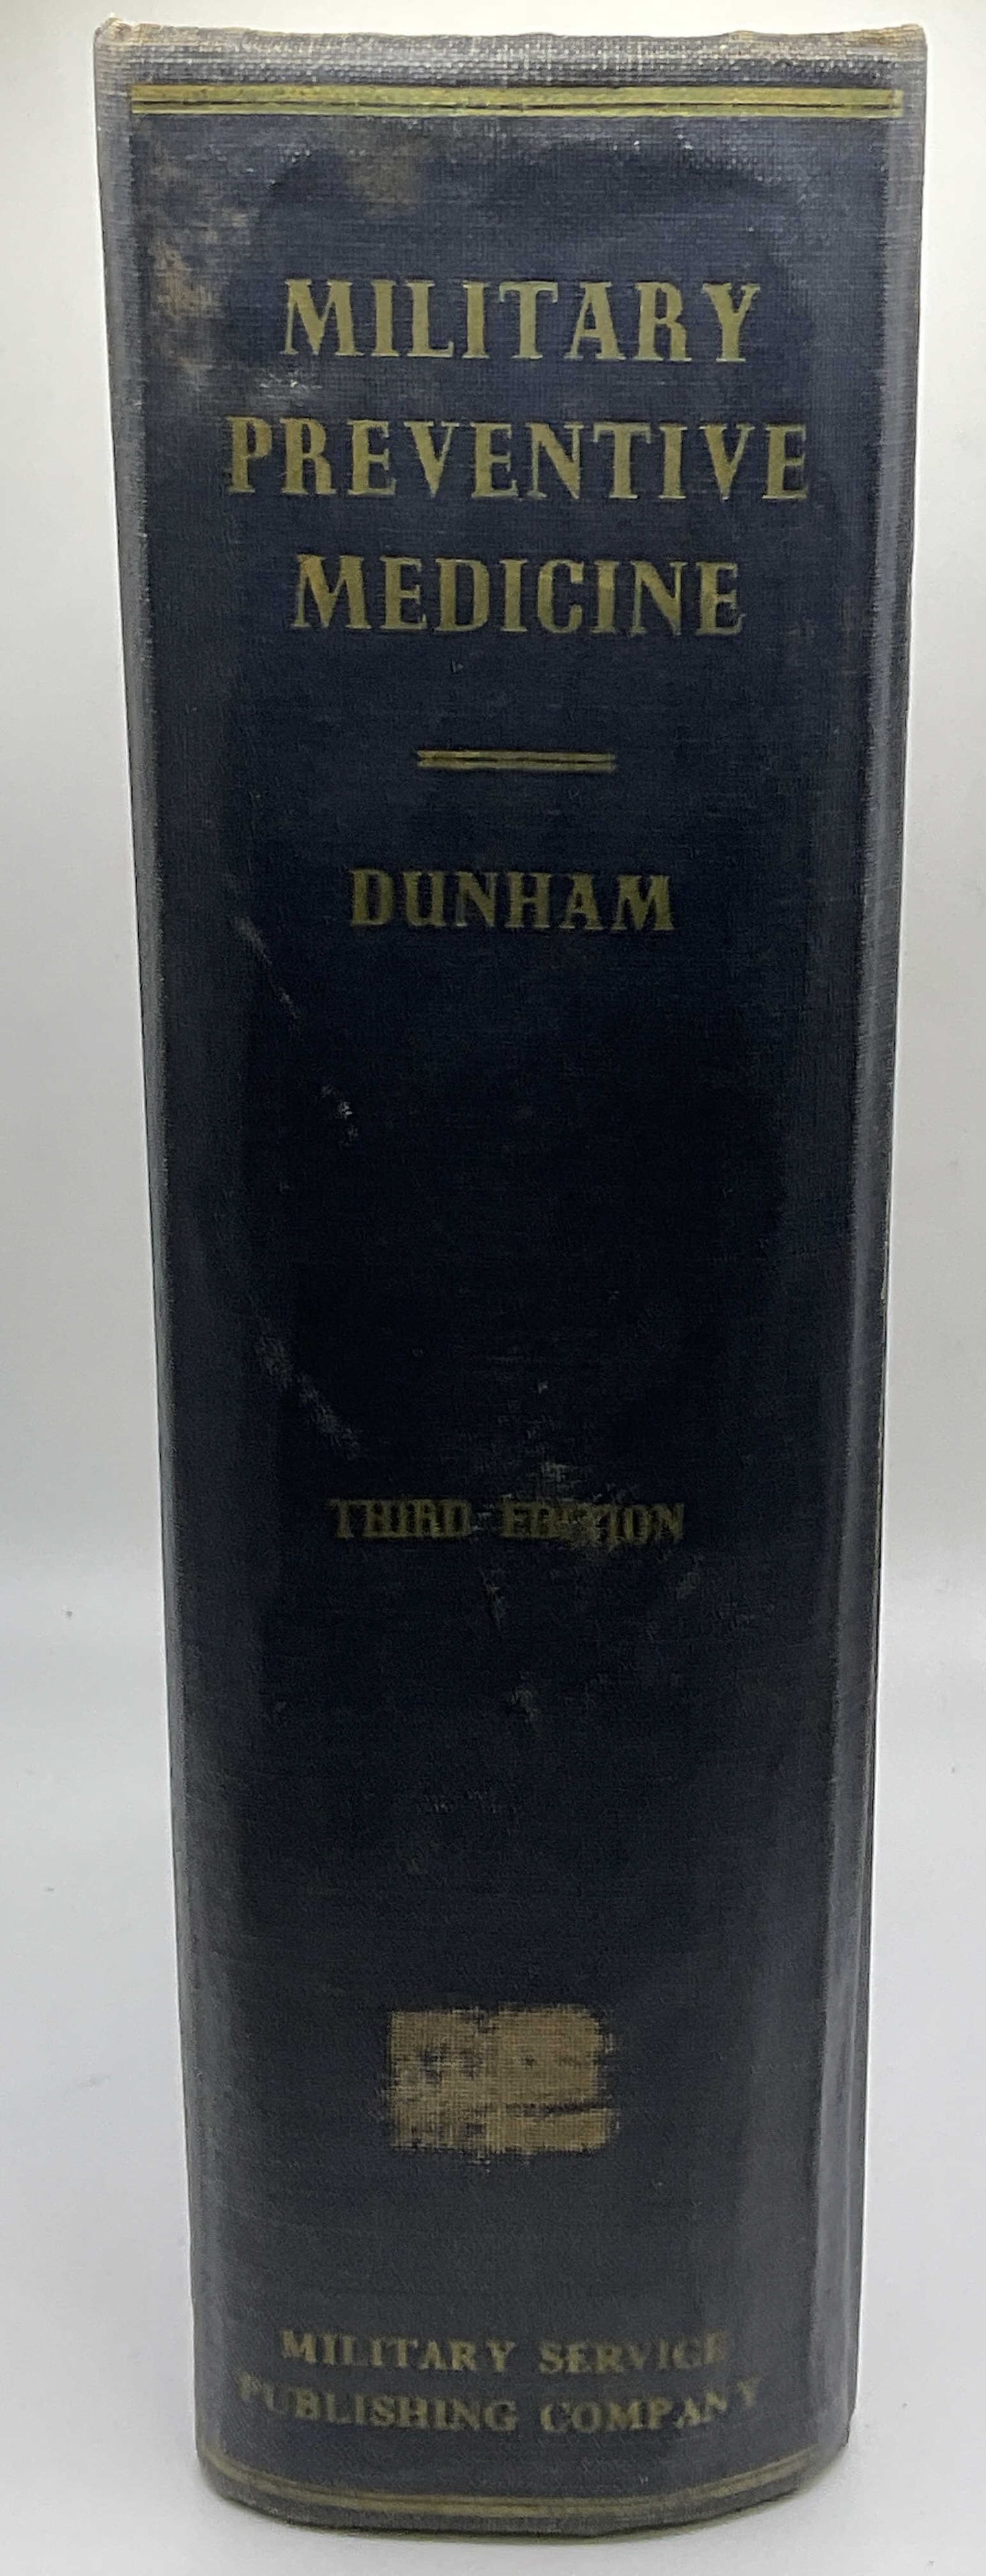 MILITARY
PREVENTIVE
MEDICINE
DUNHAM
THIRD EDITION
MILITARY SERVICE
PUBLISHING COMPANY